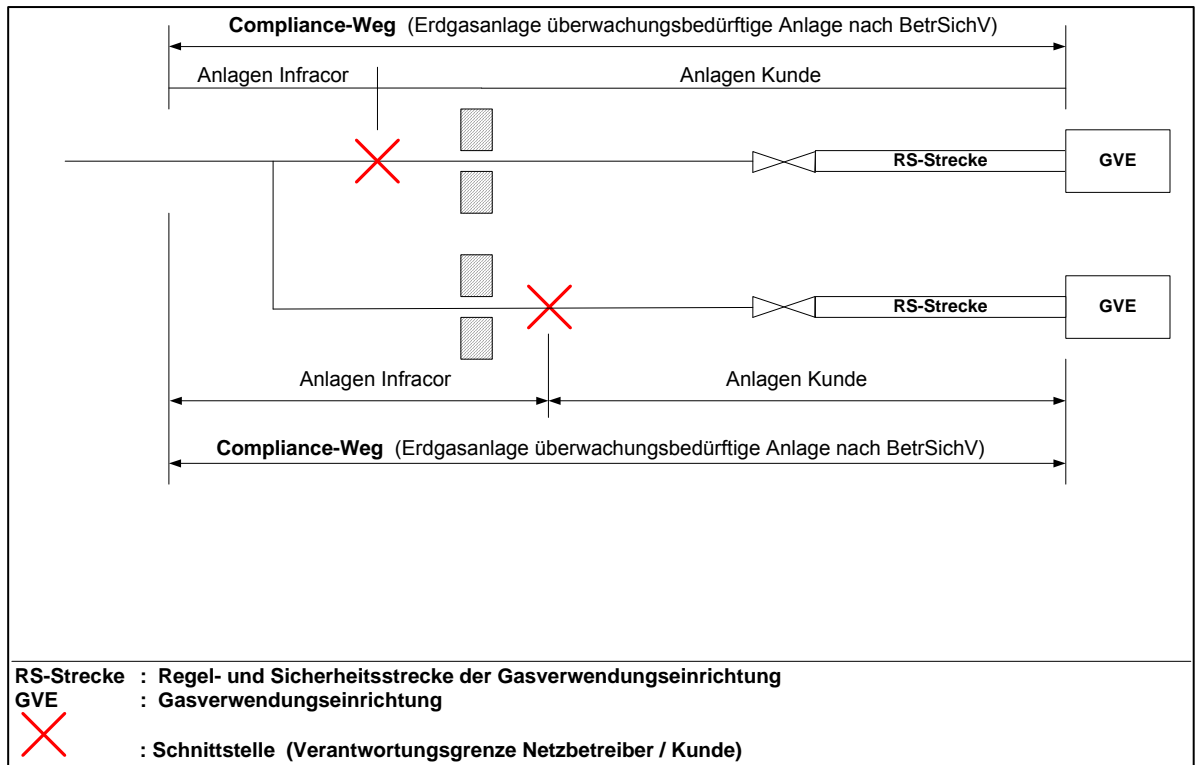 Compliance-Weg (Erdgasanlage überwachungsbedürftige Anlage nach BetrSichV)
Anlagen Infracor
Anlagen Kunde
RS-Strecke
GVE
RS-Strecke
GVE
Anlagen Infracor
Anlagen Kunde
Compliance-Weg (Erdgasanlage überwachungsbedürftige Anlage nach BetrSichV)
RS-Strecke : Regel- und Sicherheitsstrecke der Gasverwendungseinrichtung
GVE : Gasverwendungseinrichtung
: Schnittstelle (Verantwortungsgrenze Netzbetreiber / Kunde)